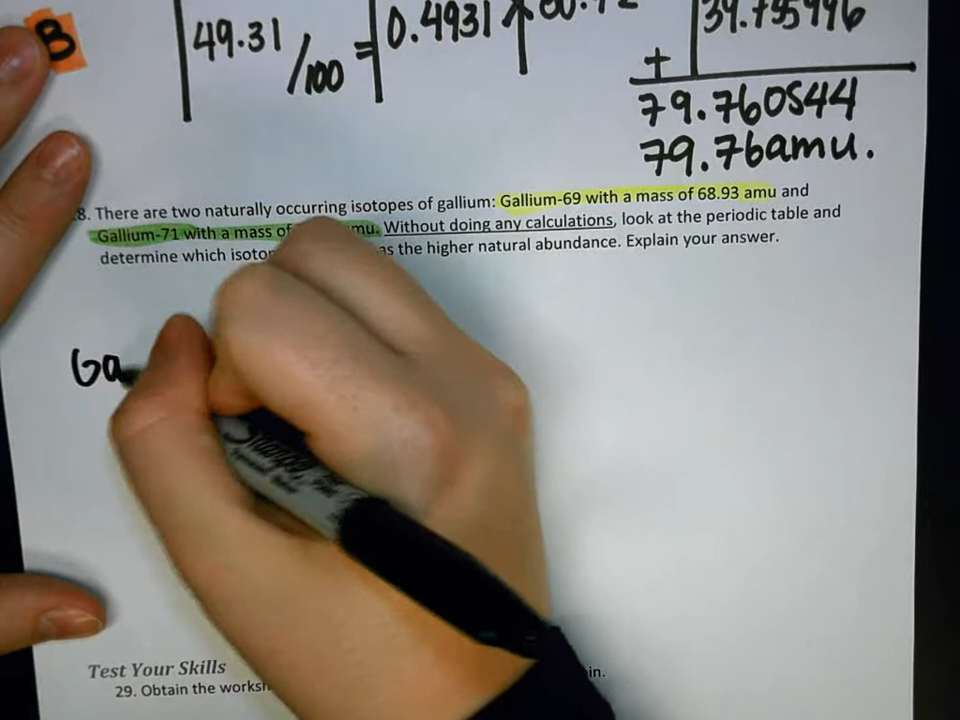 B
49.31 /100 = 0.4931
39.795996
+
79.760544
79.76amu.
8. There are two naturally occurring isotopes of gallium: Gallium-69 with a mass of 68.93 amu and
Gallium-71 with a mass of mu. Without doing any calculations, look at the periodic table and
determine which as the higher natural abundance. Explain your answer.
Ga
Test Your Skills
29. Obtain the in.
Sharpie